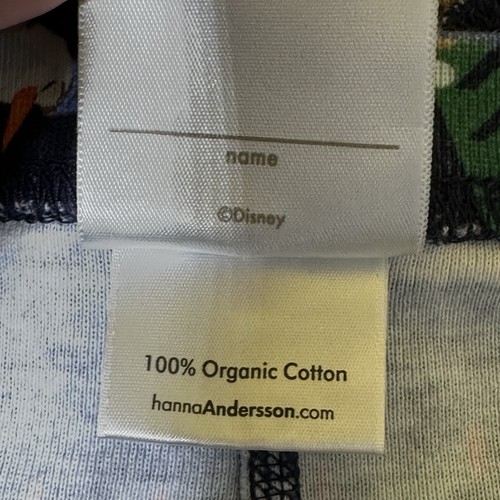 name
©Disney
100% Organic Cotton
hannaAndersson.com